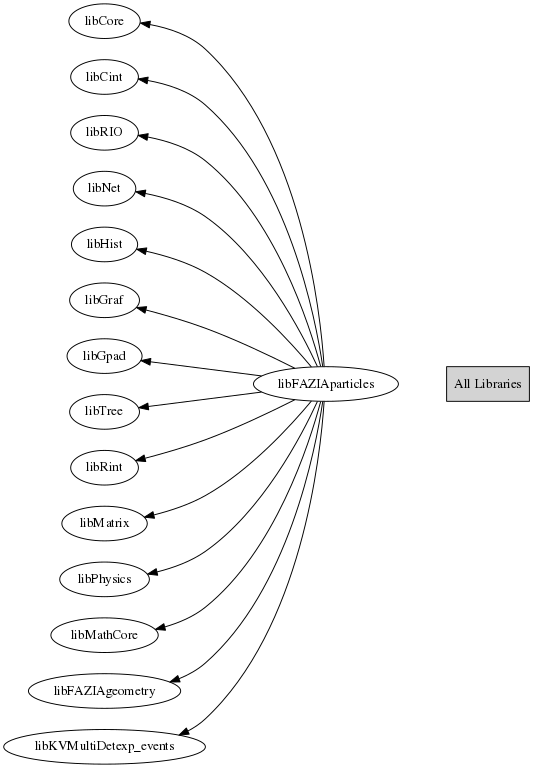 libCore
libCint
libRIO
libNet
libHist
libGraf
libGpad
libFAZIAparticles
All Libraries
libTree
libRint
libMatrix
libPhysics
libMathCore
libFAZIAgeometry
libKVMultiDetexp_events